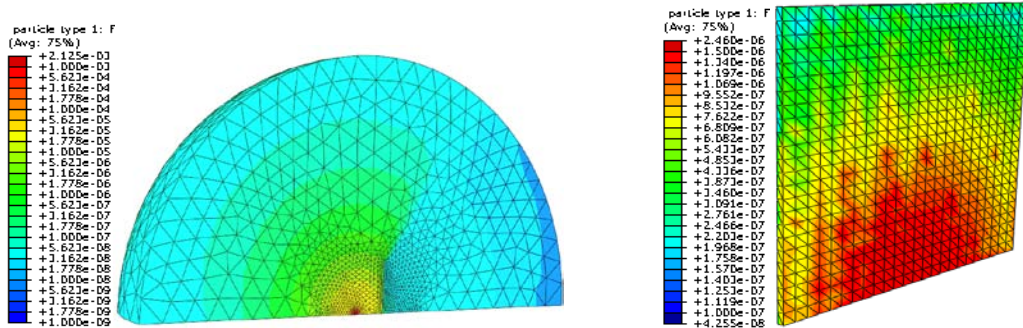 particle type 1: F
(Avg: 75%)
+2.125e-03
+1.000e-03
+5.623e-04
+3.162e-04
+1.778e-04
+1.000e-04
+5.623e-05
+3.162e-05
+1.778e-05
+1.000e-05
+5.623e-06
+3.162e-06
+1.778e-06
+1.000e-06
+5.623e-07
+3.162e-07
+1.778e-07
+1.000e-07
+5.623e-08
+3.162e-08
+1.778e-08
+1.000e-08
+5.623e-09
+3.162e-09
+1.778e-09
+1.000e-09
particle type 1: F
(Avg: 75%)
+2.460e-06
+1.500e-06
+1.340e-06
+1.197e-06
+1.069e-06
+9.552e-07
+8.532e-07
+7.622e-07
+6.809e-07
+6.082e-07
+5.433e-07
+4.853e-07
+4.336e-07
+3.873e-07
+3.460e-07
+3.091e-07
+2.761e-07
+2.466e-07
+2.203e-07
+1.968e-07
+1.758e-07
+1.570e-07
+1.403e-07
+1.253e-07
+1.119e-07
+1.000e-07
+4.255e-08